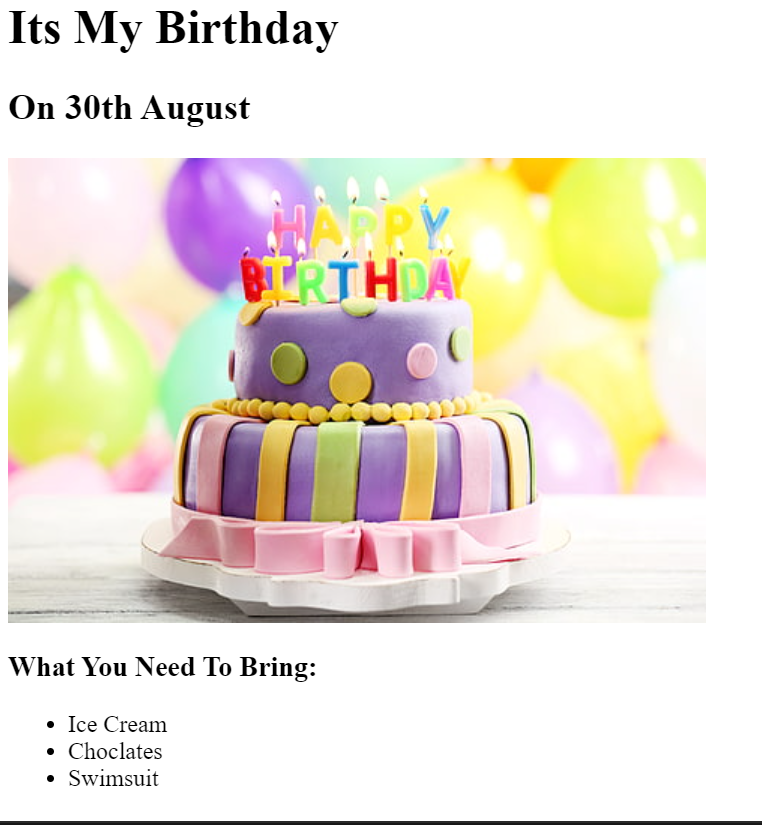 Its My Birthday
On 30th August
HAPPY
BIRTHDAY
What You Need To Bring:
Ice Cream
Choclates
Swimsuit